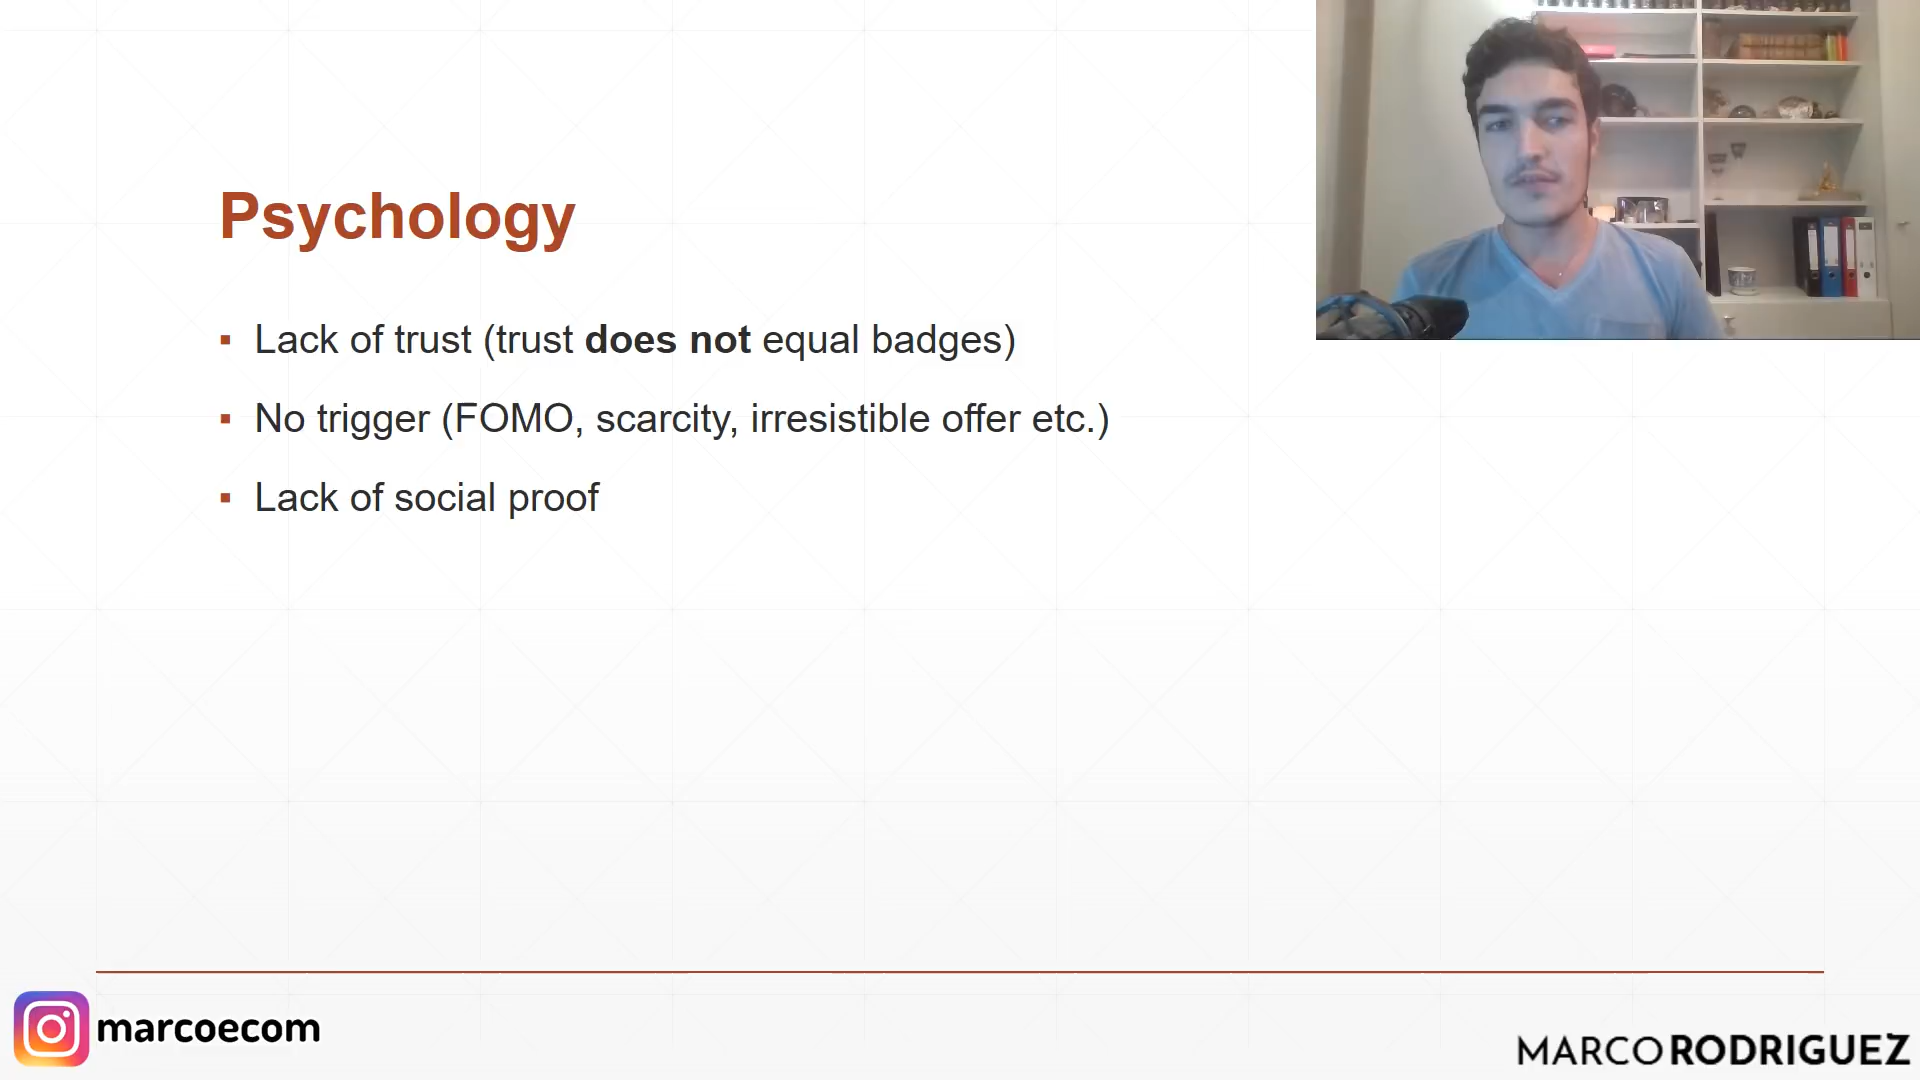 Psychology
▪ Lack of trust (trust does not equal badges)
▪ No trigger (FOMO, scarcity, irresistible offer etc.)
▪ Lack of social proof
marcoecom
MARCO RODRIGUEZ